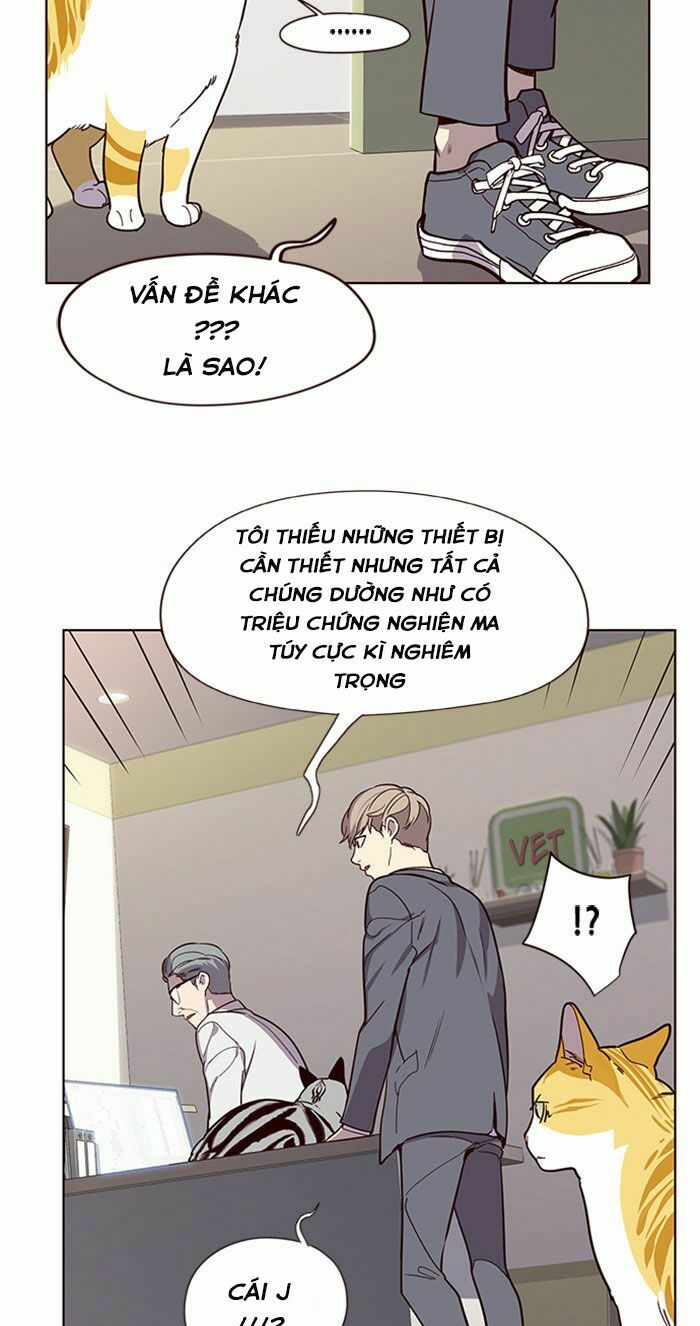 ......
VẤN ĐỀ KHÁC
???
LÀ SAO!
TÔI THIẾU NHỮNG THIẾT BỊ
CẦN THIẾT NHƯNG TẤT CẢ
CHÚNG DƯỜNG NHƯ CÓ
TRIỆU CHỨNG NGHIỆN MA
TÚY CỰC KÌ NGHIÊM
TRỌNG
VET
!?
CÁI J